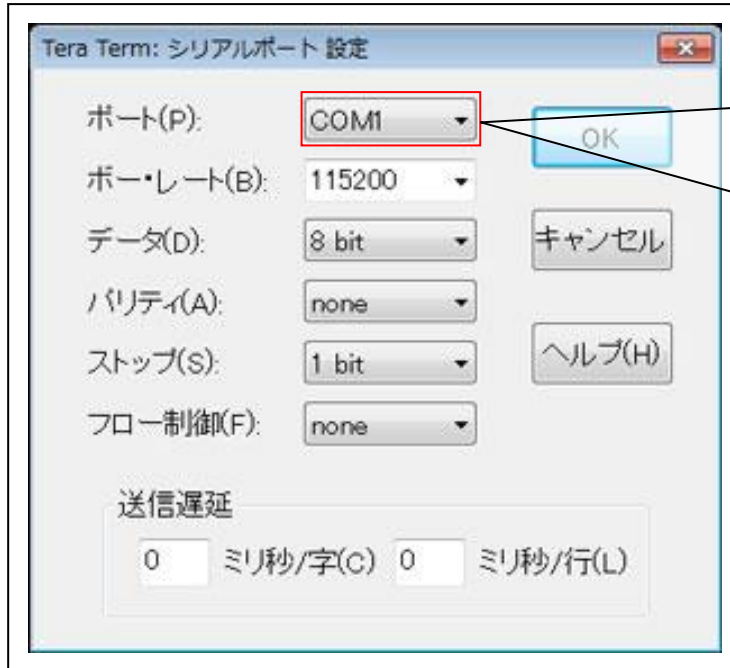 Tera Term: シリアルポート 設定
ポート(P): COM1 OK
ボー・レート(B): 115200
データ(D): 8 bit キャンセル
パリティ(A): none
ストップ(S): 1 bit ヘルプ(H)
フロー制御(F): none
送信遅延
0 ミリ秒/字(C) 0 ミリ秒/行(L)